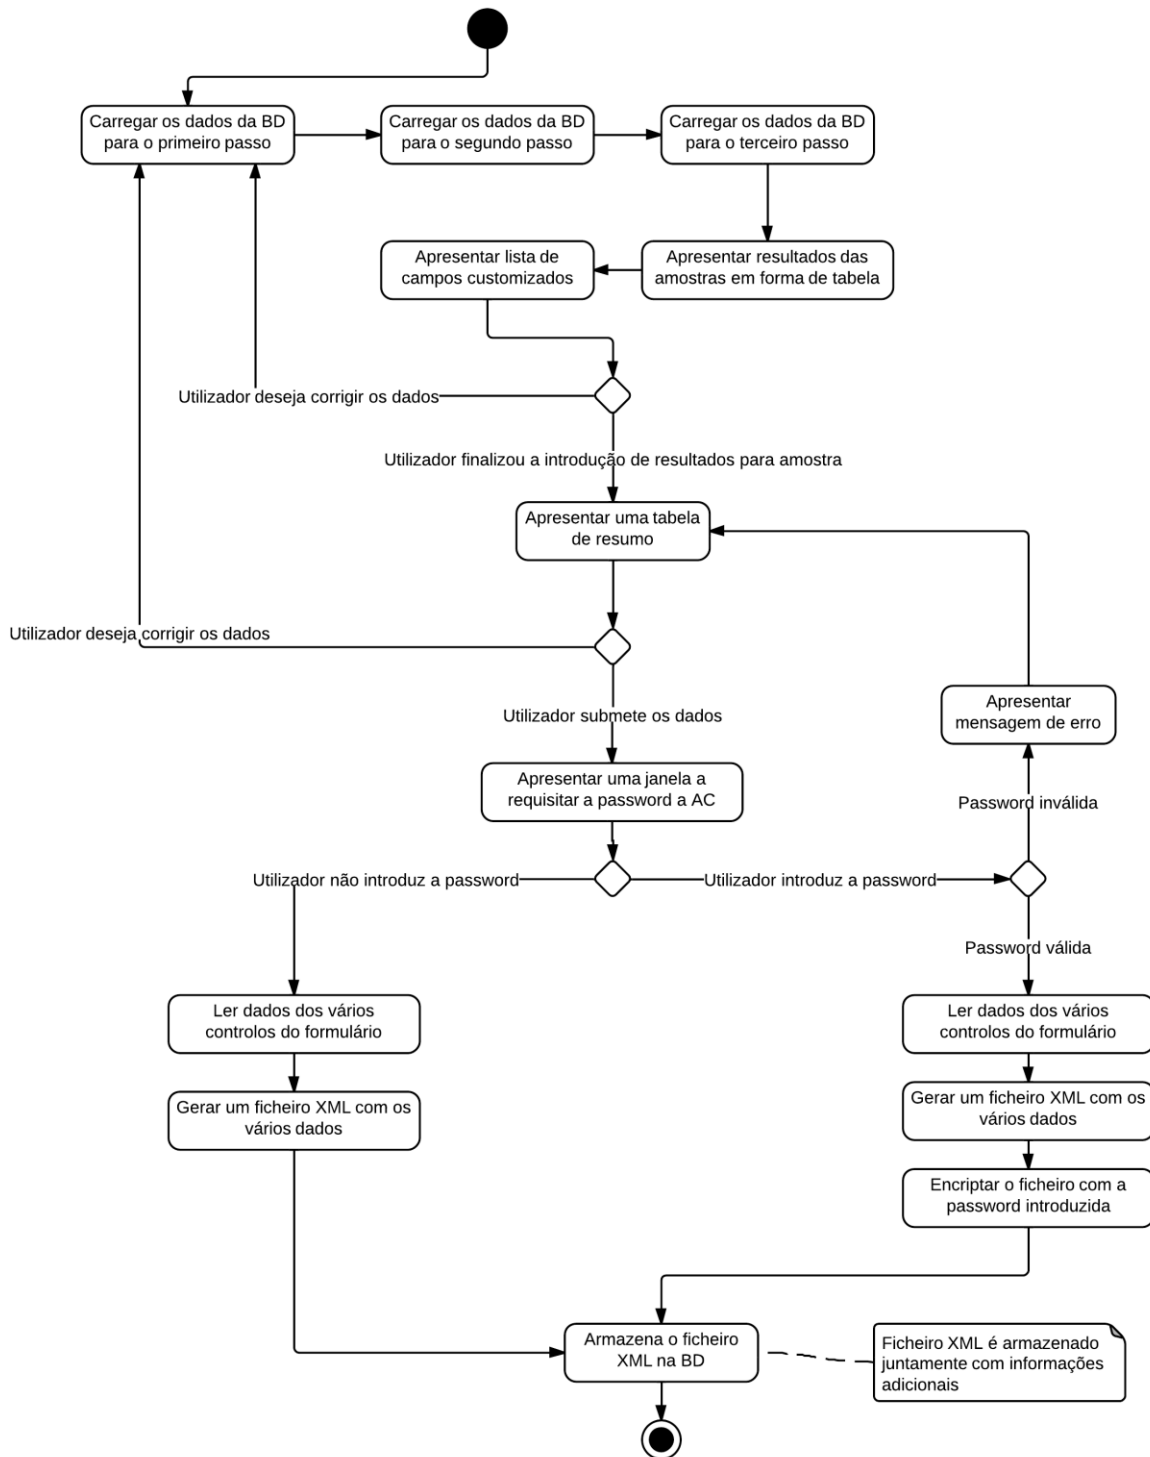 Carregar os dados da BD
para o primeiro passo
Carregar os dados da BD
para o segundo passo
Carregar os dados da BD
para o terceiro passo
Apresentar lista de
campos customizados
Apresentar resultados das
amostras em forma de tabela
Utilizador deseja corrigir os dados
Utilizador finalizou a introdução de resultados para amostra
Apresentar uma tabela
de resumo
Utilizador deseja corrigir os dados
Utilizador submete os dados
Apresentar
mensagem de erro
Apresentar uma janela a
requisitar a password a AC
Password inválida
Utilizador não introduz a password
Utilizador introduz a password
Password válida
Ler dados dos vários
controlos do formulário
Ler dados dos vários
controlos do formulário
Gerar um ficheiro XML com os
vários dados
Gerar um ficheiro XML com os
vários dados
Encriptar o ficheiro com a
password introduzida
Armazena o ficheiro
XML na BD
Ficheiro XML é armazenado
juntamente com informações
adicionais